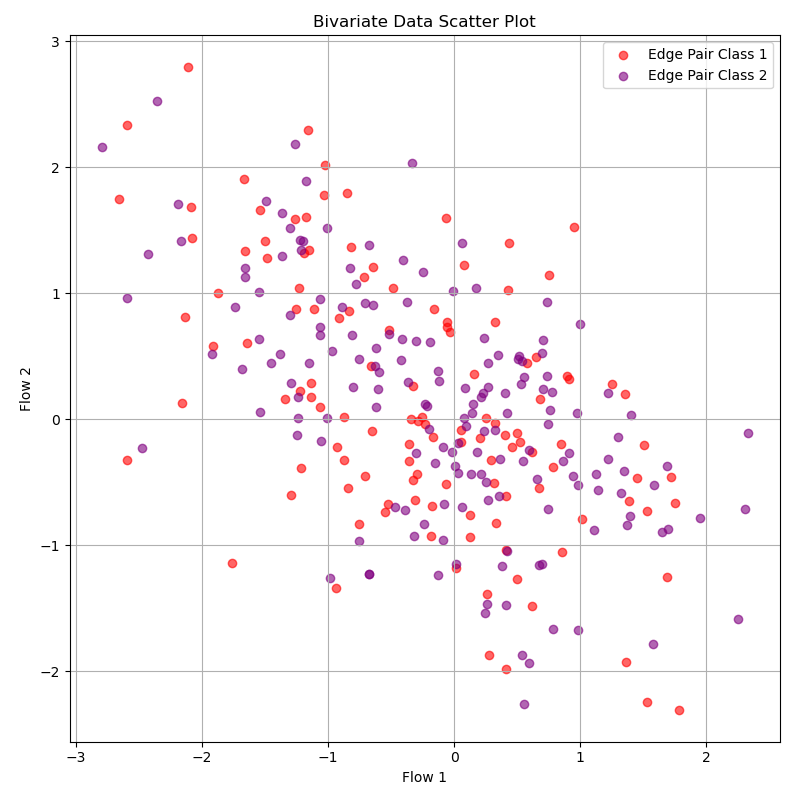 Bivariate Data Scatter Plot
Edge Pair Class 1
Edge Pair Class 2
3
2
1
0
−1
−2
Flow 2
−3
−2
−1
0
1
2
Flow 1